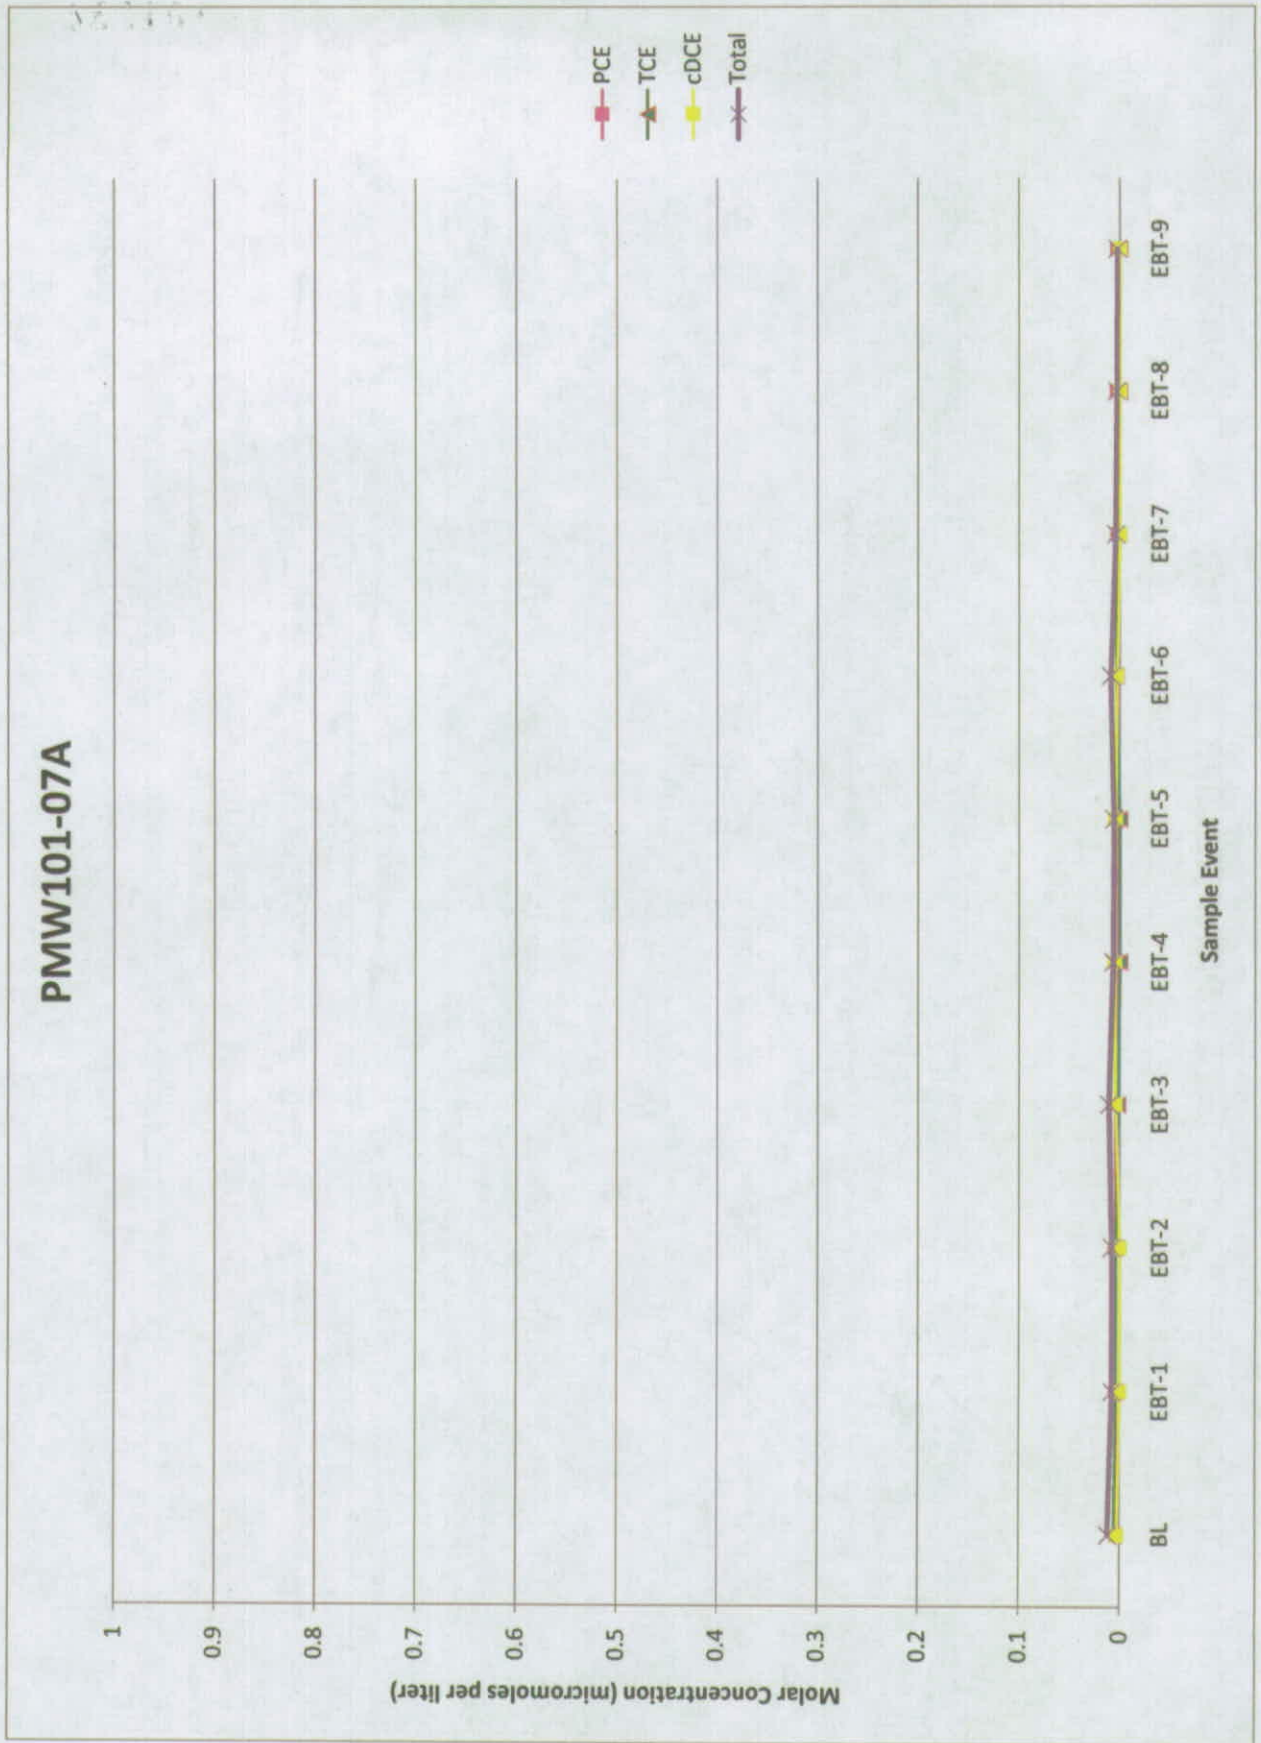 PMW101-07A
Molar Concentration (micromoles per liter)
1
0.9
0.8
0.7
0.6
0.5
0.4
0.3
0.2
0.1
0
BL
EBT-1
EBT-2
EBT-3
EBT-4
EBT-5
EBT-6
EBT-7
EBT-8
EBT-9
Sample Event
PCE
TCE
cDCE
Total